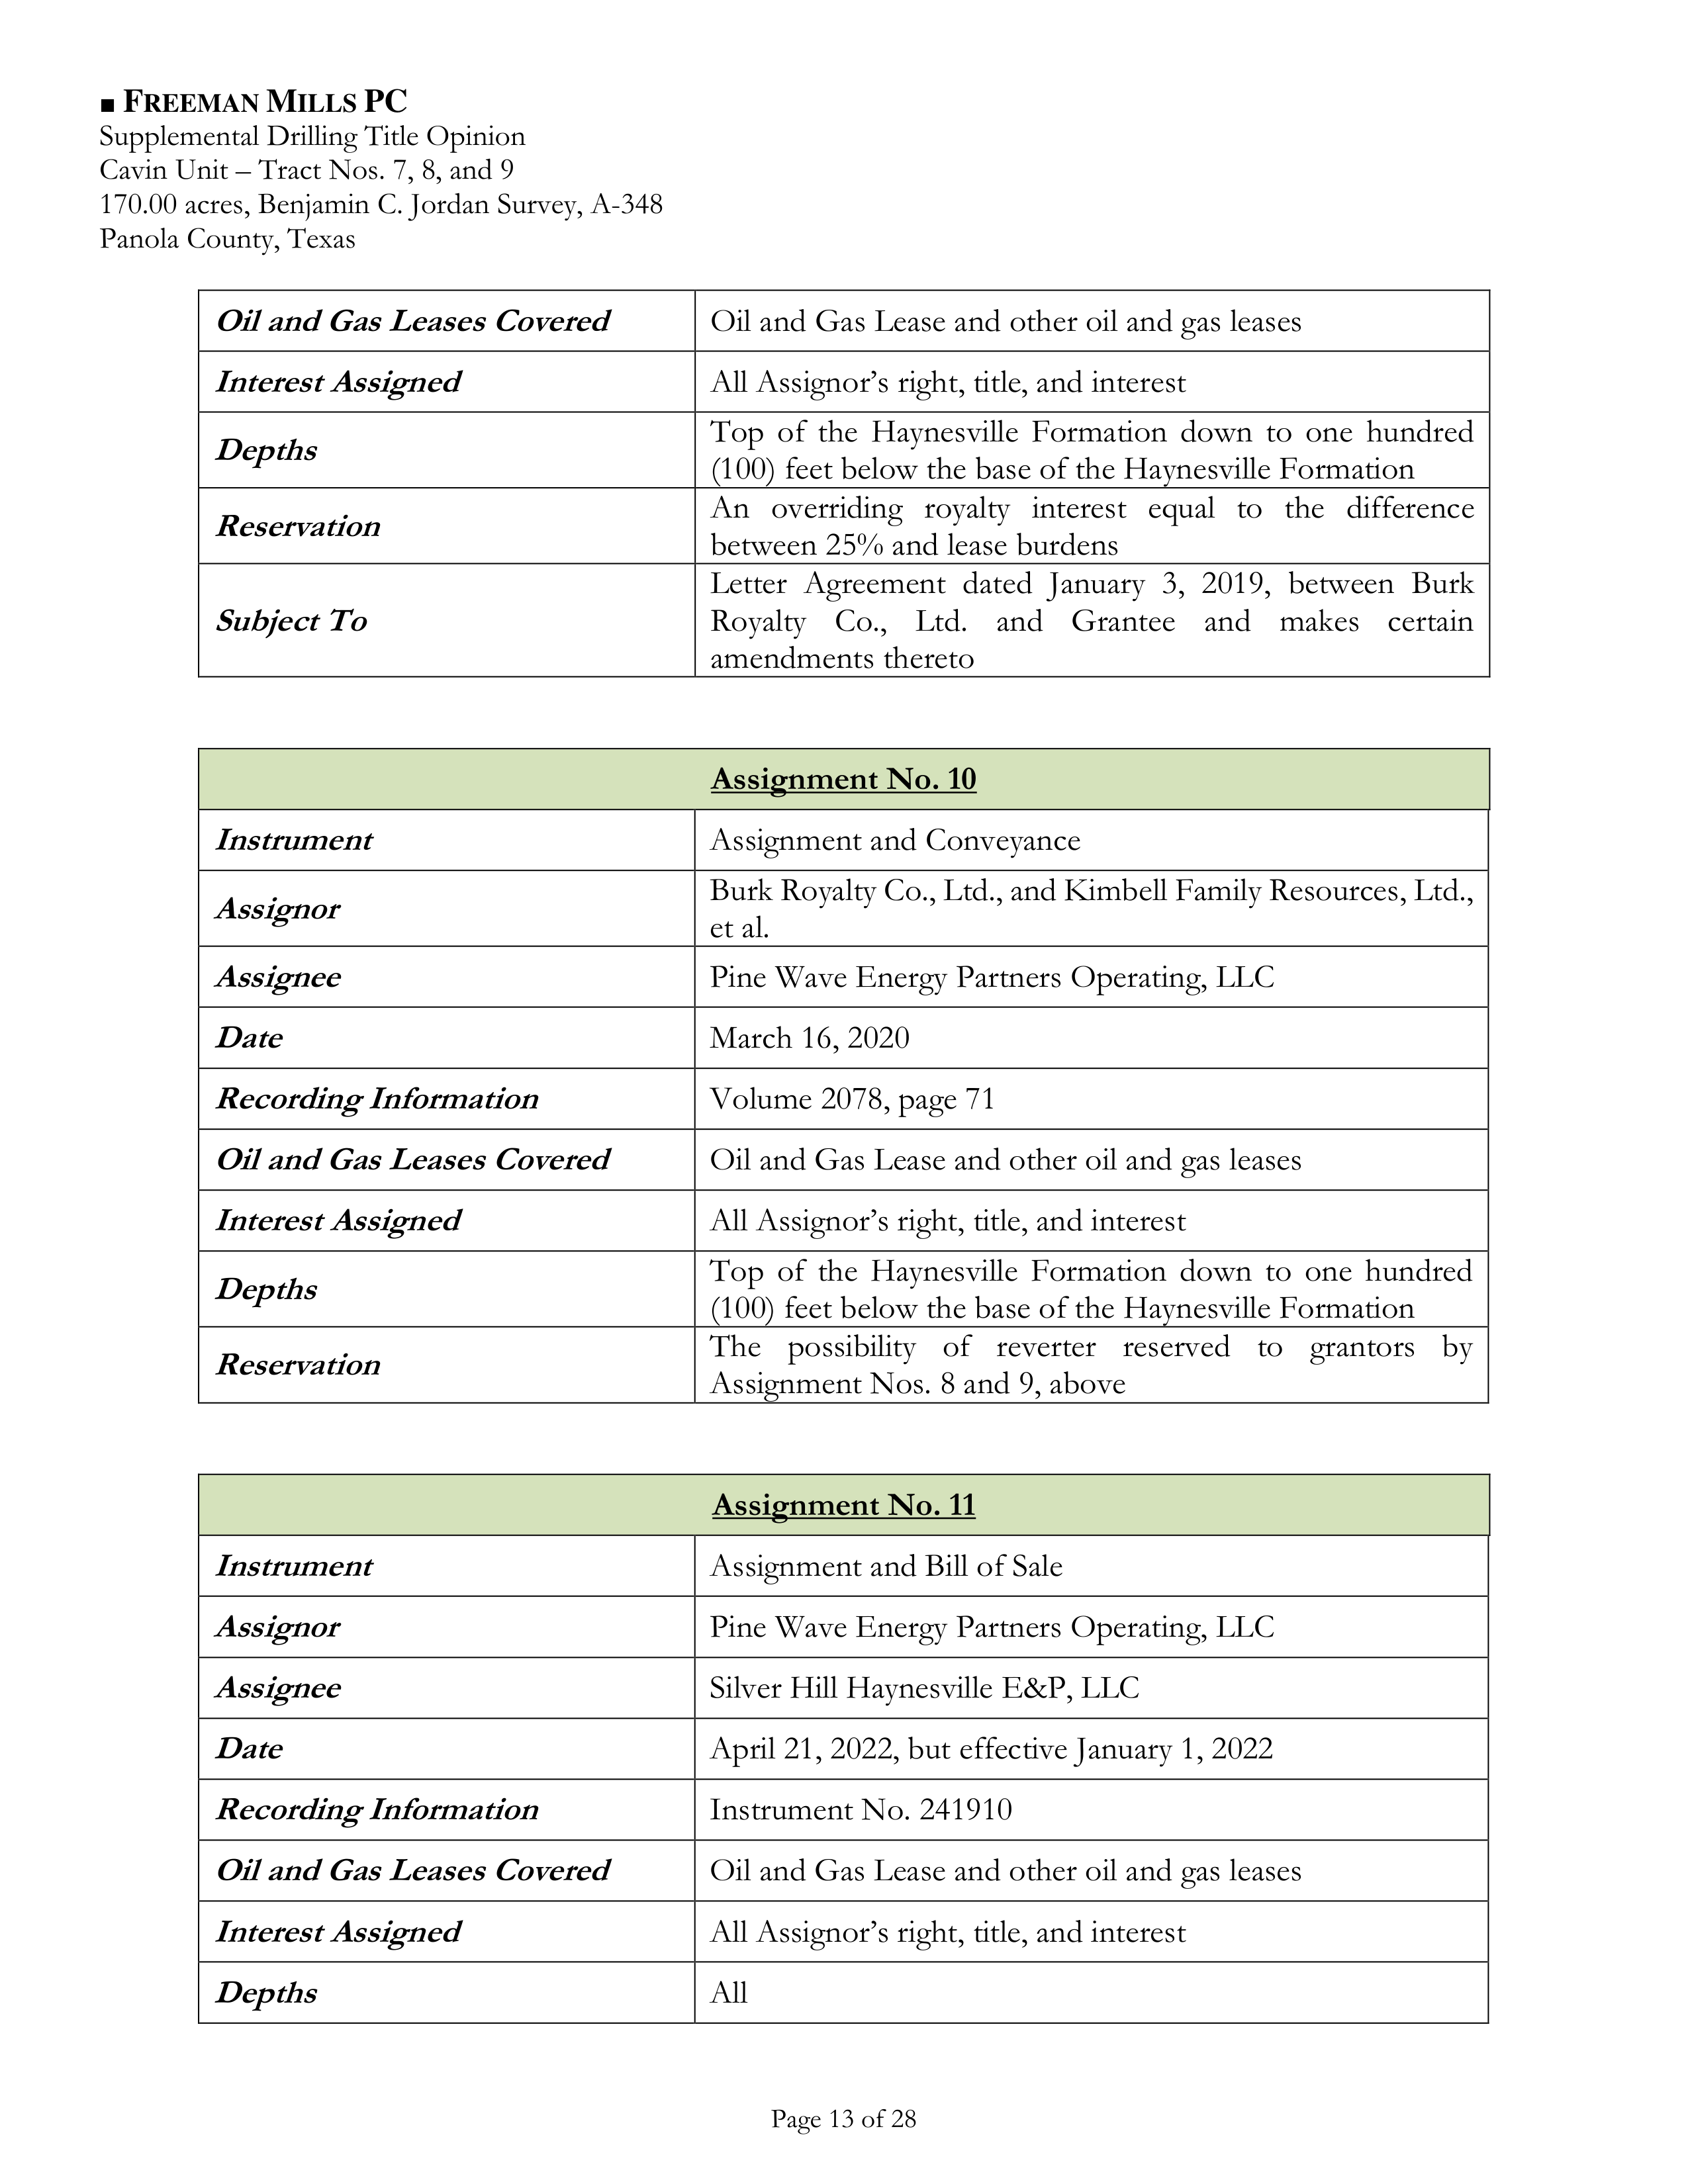 ■ FREEMAN MILLS PC
Supplemental Drilling Title Opinion
Cavin Unit – Tract Nos. 7, 8, and 9
170.00 acres, Benjamin C. Jordan Survey, A-348
Panola County, Texas
Oil and Gas Leases Covered
Oil and Gas Lease and other oil and gas leases
Interest Assigned
All Assignor’s right, title, and interest
Depths
Top of the Haynesville Formation down to one hundred
(100) feet below the base of the Haynesville Formation
Reservation
An overriding royalty interest equal to the difference
between 25% and lease burdens
Subject To
Letter Agreement dated January 3, 2019, between Burk
Royalty Co., Ltd. and Grantee and makes certain
amendments thereto
Assignment No. 10
Instrument
Assignment and Conveyance
Assignor
Burk Royalty Co., Ltd., and Kimbell Family Resources, Ltd.,
et al.
Assignee
Pine Wave Energy Partners Operating, LLC
Date
March 16, 2020
Recording Information
Volume 2078, page 71
Oil and Gas Leases Covered
Oil and Gas Lease and other oil and gas leases
Interest Assigned
All Assignor’s right, title, and interest
Depths
Top of the Haynesville Formation down to one hundred
(100) feet below the base of the Haynesville Formation
Reservation
The possibility of reverter reserved to grantors by
Assignment Nos. 8 and 9, above
Assignment No. 11
Instrument
Assignment and Bill of Sale
Assignor
Pine Wave Energy Partners Operating, LLC
Assignee
Silver Hill Haynesville E&P, LLC
Date
April 21, 2022, but effective January 1, 2022
Recording Information
Instrument No. 241910
Oil and Gas Leases Covered
Oil and Gas Lease and other oil and gas leases
Interest Assigned
All Assignor’s right, title, and interest
Depths
All
Page 13 of 28